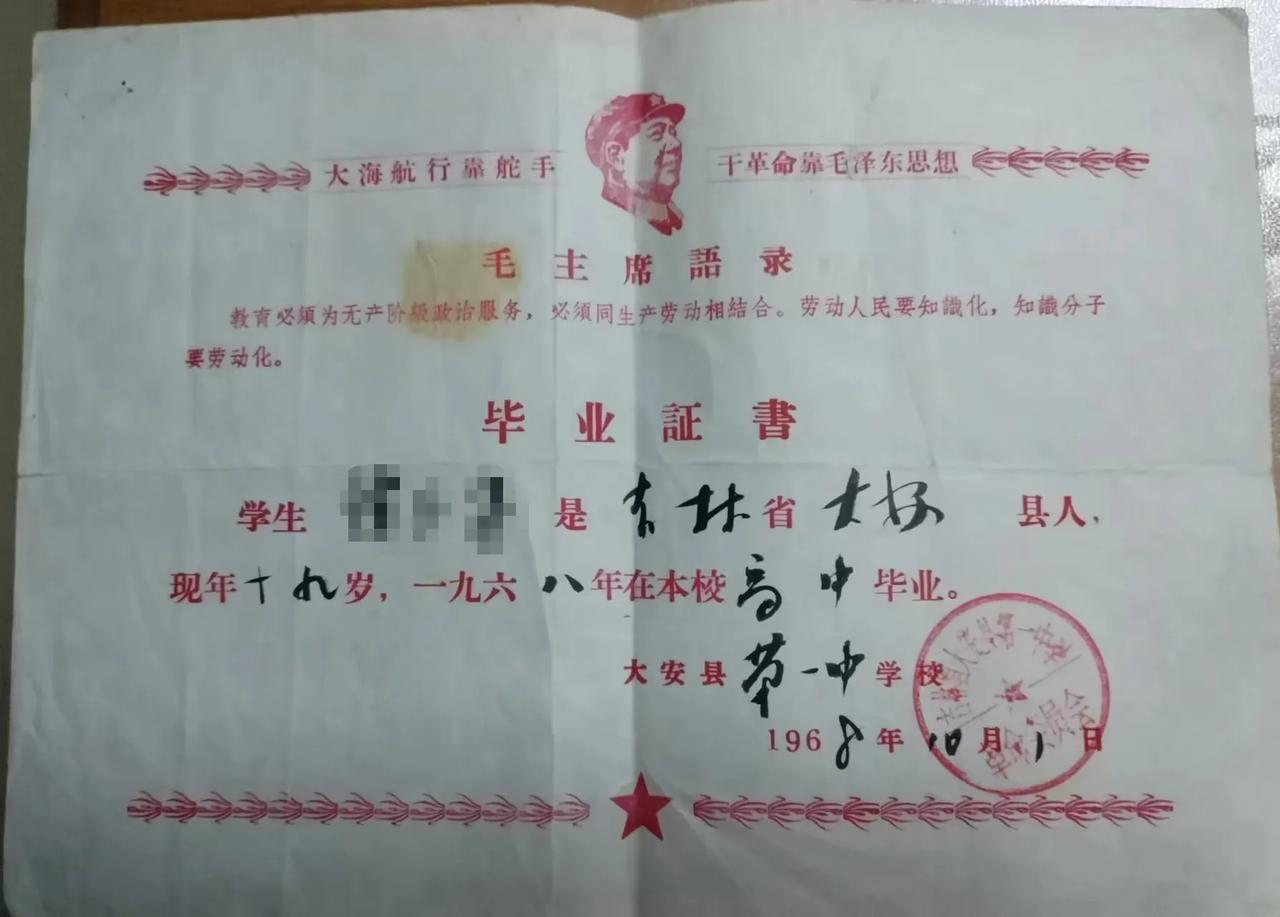 大海航行靠舵手 干革命靠毛泽东思想
毛主席語录
教育必須为无产阶级政治服务，必須同生产劳动相結合。劳动人民要知識化，知識分子
要劳动化。
毕业証書
学生 是吉林省大安县人，
现年十九岁，一九六八年在本校高中毕业。
大安县第一中学校
1968年10月1日